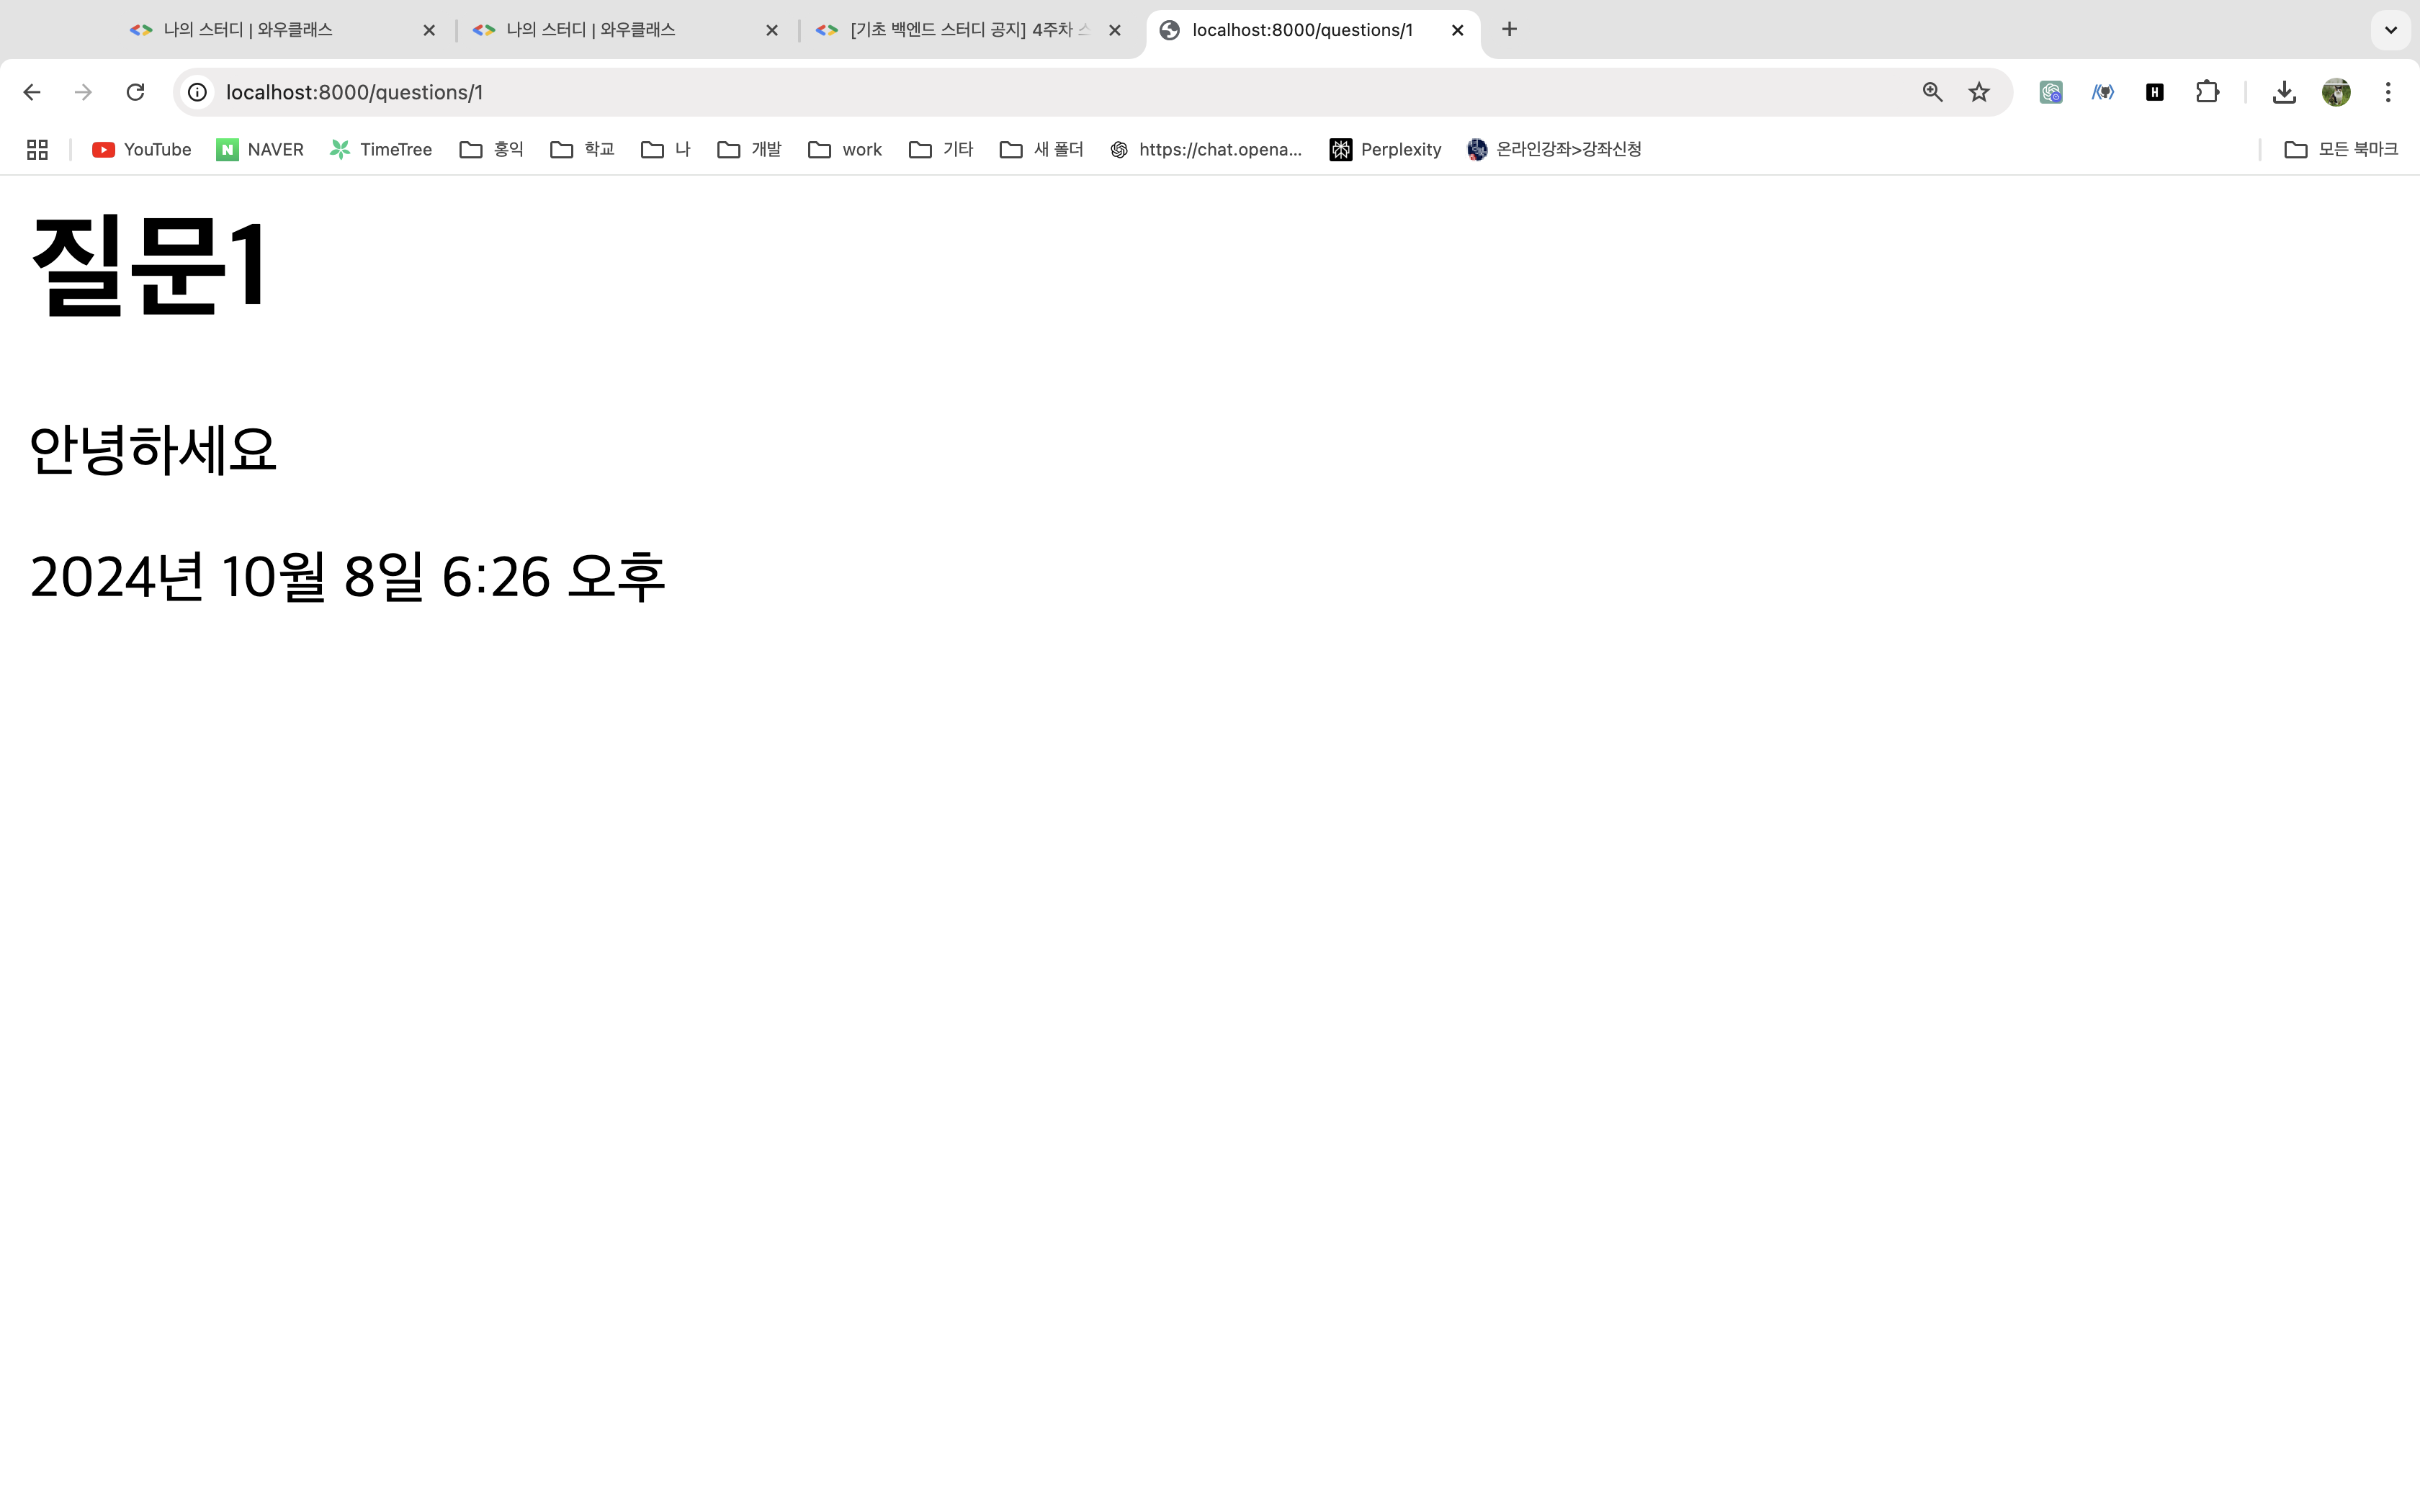 나의 스터디 | 와우클래스
나의 스터디 | 와우클래스
[기초 백엔드 스터디 공지] 4주차
localhost:8000/questions/1
localhost:8000/questions/1
YouTube
NAVER
TimeTree
홍익
학교
나
개발
work
기타
새 폴더
https://chat.opena...
Perplexity
온라인강좌>강좌신청
모든 북마크
질문1
안녕하세요
2024년 10월 8일 6:26 오후